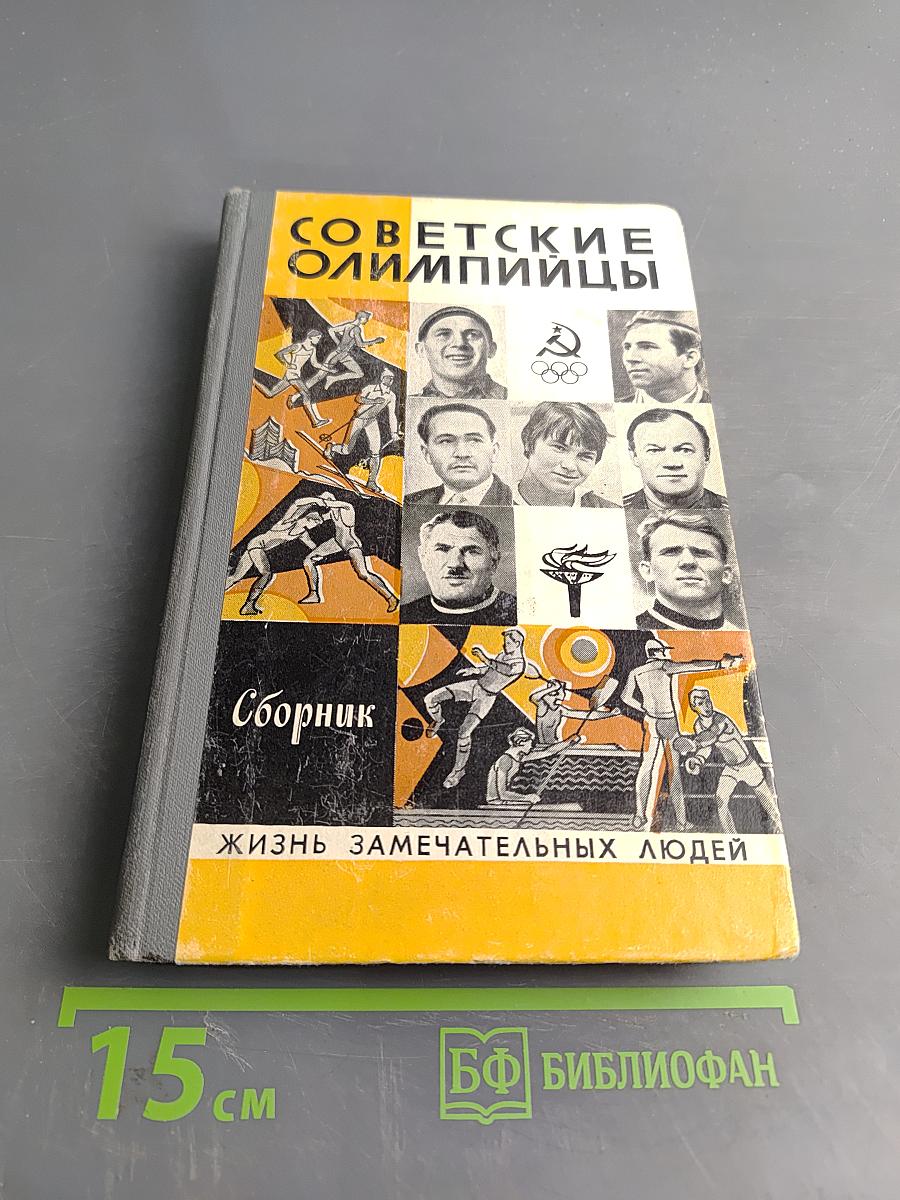 СОВЕТСКИЕ
ОЛИМПИЙЦЫ
Сборник
ЖИЗНЬ ЗАМЕЧАТЕЛЬНЫХ ЛЮДЕЙ
15 см
БФ БИБЛИОФАН